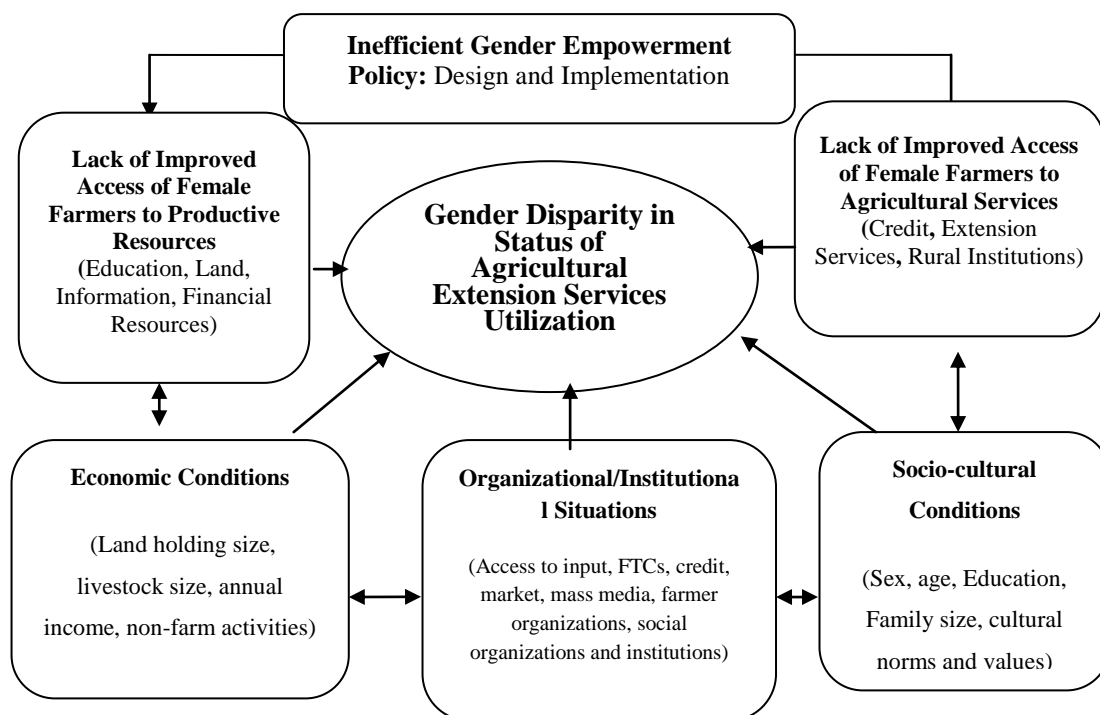 Inefficient Gender Empowerment
Policy: Design and Implementation
Lack of Improved
Access of Female
Farmers to Productive
Resources
(Education, Land,
Information, Financial
Resources)
Gender Disparity in
Status of
Agricultural
Extension Services
Utilization
Lack of Improved Access
of Female Farmers to
Agricultural Services
(Credit, Extension
Services, Rural Institutions)
Economic Conditions
(Land holding size,
livestock size, annual
income, non-farm activities)
Organizational/Institutiona
l Situations
(Access to input, FTCs, credit,
market, mass media, farmer
organizations, social
organizations and institutions)
Socio-cultural
Conditions
(Sex, age, Education,
Family size, cultural
norms and values)